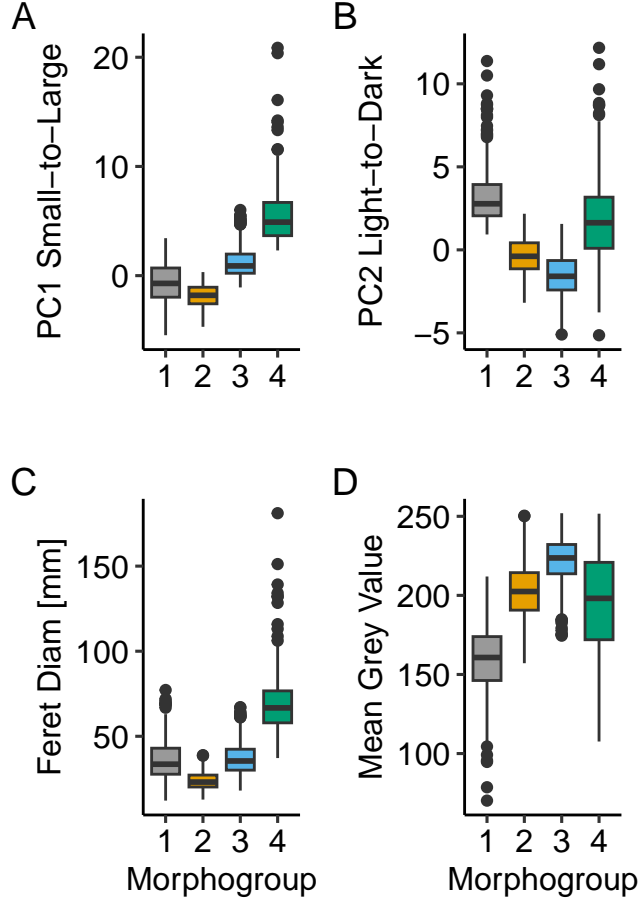 A
PC1 Small−to−Large
20
10
0
1 2 3 4
B
PC2 Light−to−Dark
10
5
0
−5
1 2 3 4
C
Feret Diam [mm]
150
100
50
1 2 3 4
Morphogroup
D
Mean Grey Value
250
200
150
100
1 2 3 4
Morphogroup